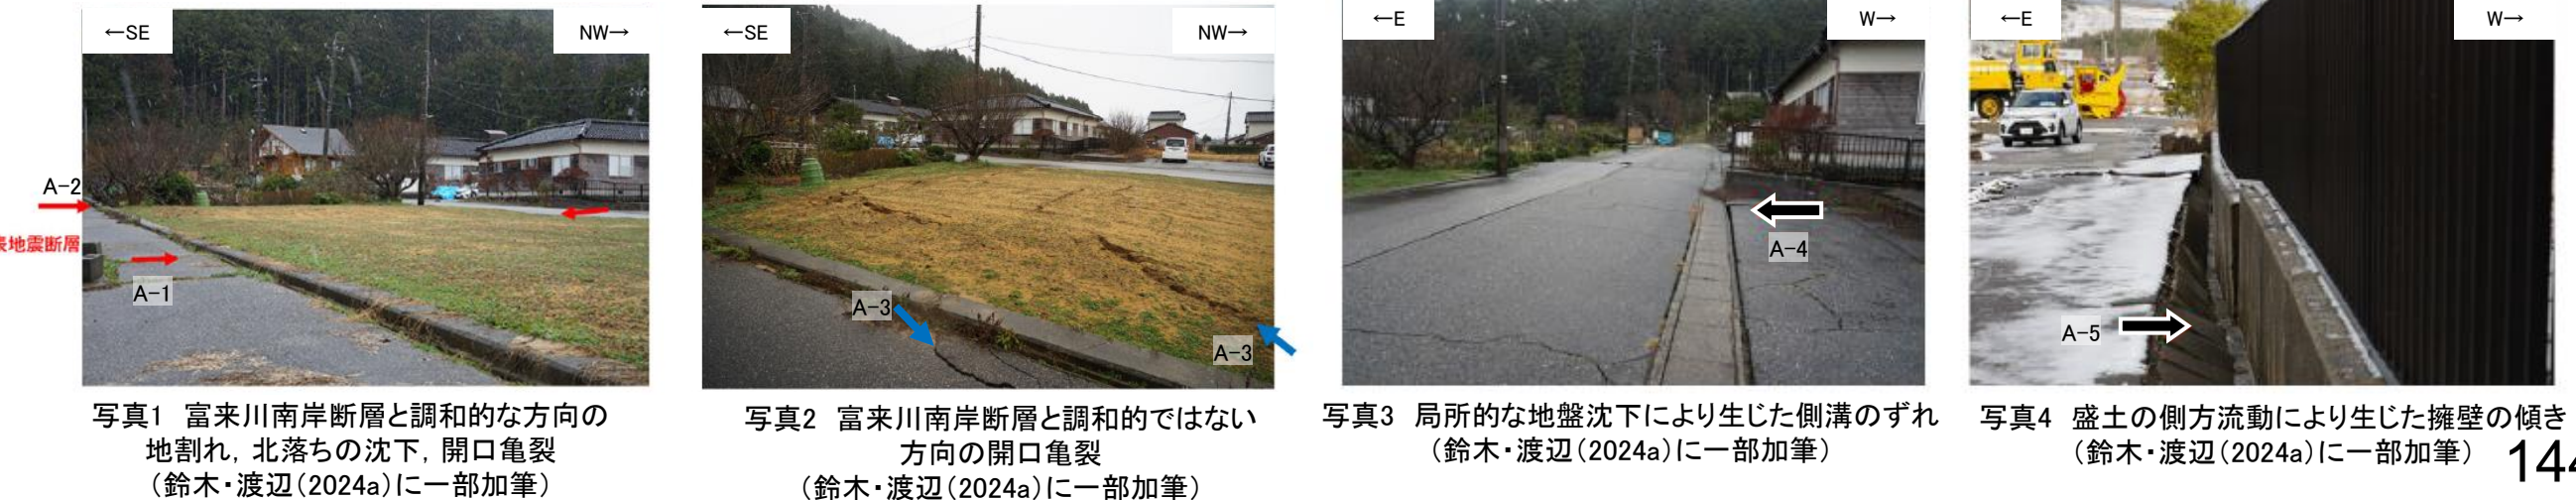 ←SE
NW→
A-2
表地震断層
A-1
写真1 富来川南岸断層と調和的な方向の
地割れ，北落ちの沈下，開口亀裂
（鈴木・渡辺（2024a）に一部加筆）
←SE
NW→
A-3
A-3
写真2 富来川南岸断層と調和的ではない
方向の開口亀裂
（鈴木・渡辺（2024a）に一部加筆）
←E
W→
A-4
写真3 局所的な地盤沈下により生じた側溝のずれ
（鈴木・渡辺（2024a）に一部加筆）
←E
W→
A-5
写真4 盛土の側方流動により生じた擁壁の傾き
（鈴木・渡辺（2024a）に一部加筆）
144